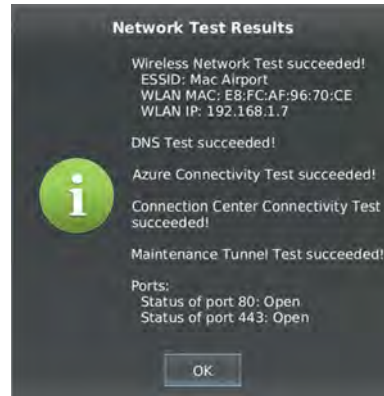 Network Test Results
Wireless Network Test succeeded!
ESSID: Mac Airport
WLAN MAC: E8:FC:AF:96:70:CE
WLAN IP: 192.168.1.7
DNS Test succeeded!
Azure Connectivity Test succeeded!
Connection Center Connectivity Test
succeeded!
Maintenance Tunnel Test succeeded!
Ports:
Status of port 80: Open
Status of port 443: Open
OK